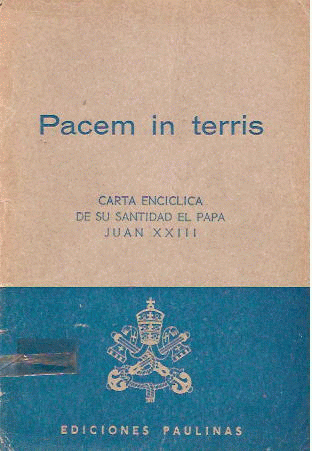 Pacem in terris
CARTA ENCICLICA
DE SU SANTIDAD EL PAPA
JUAN XXIII
EDICIONES PAULINAS